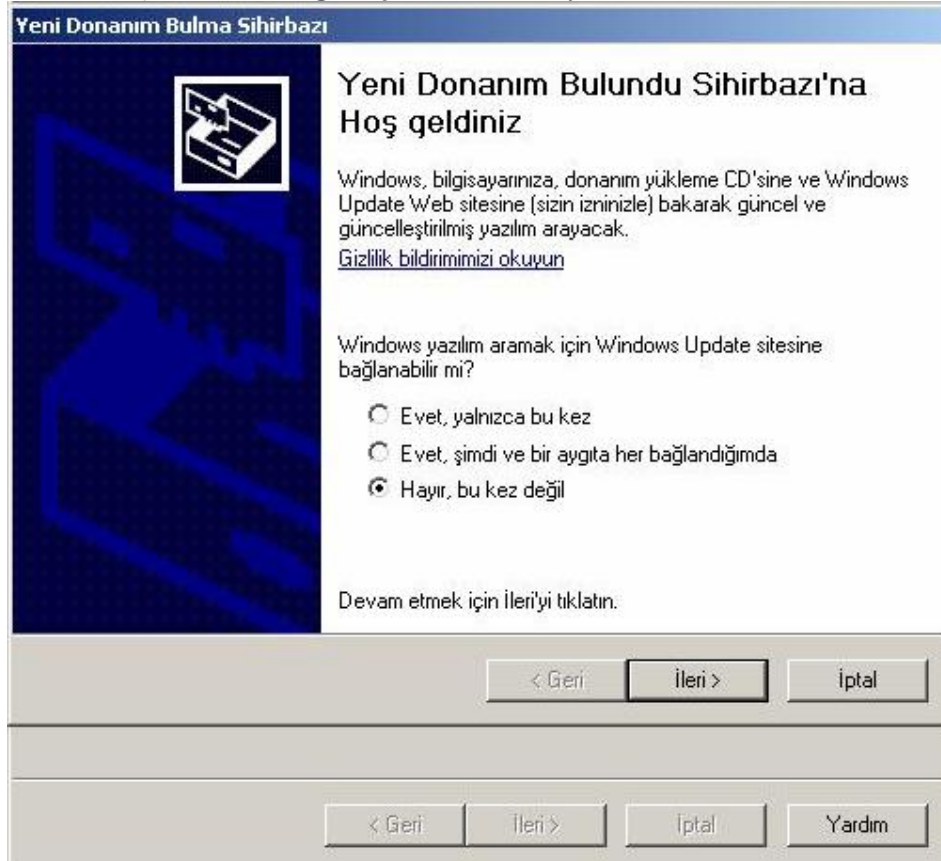 Yeni Donanım Bulma Sihirbazı
Yeni Donanım Bulundu Sihirbazı'na
Hoş geldiniz
Windows, bilgisayarınıza, donanım yükleme CD'sine ve Windows
Update Web sitesine (sizin izninizle) bakarak güncel ve
güncelleştirilmiş yazılım arayacak.
Gizlilik bildirimimizi okuyun
Windows yazılım aramak için Windows Update sitesine
bağlanabilir mi?
Evet, yalnızca bu kez
Evet, şimdi ve bir aygıta her bağlandığımda
Hayır, bu kez değil
Devam etmek için İleri'yi tıklatın.
< Geri İleri > İptal
< Geri İleri > İptal Yardım